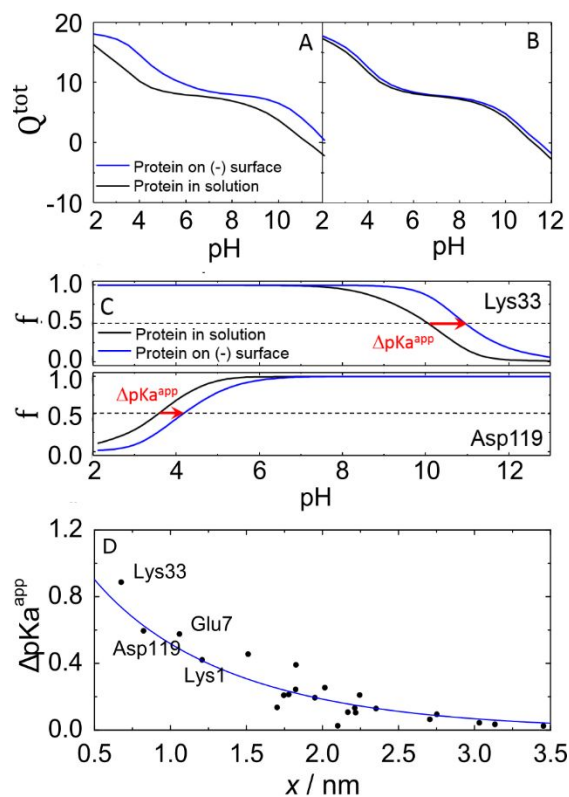 A
B
20
10
0
-10
Q^tot
Protein on (-) surface
Protein in solution
2 4 6 8 10 2 4 6 8 10 12
pH pH
1.0
0.5
0.0
f
C
Lys33
Protein in solution
Protein on (-) surface
ΔpKa^app
1.0
0.5
0.0
f
ΔpKa^app
Asp119
2 4 6 8 10 12
pH
D
1.2
0.8
0.4
0.0
ΔpKa^app
Lys33
Glu7
Asp119
Lys1
0.5 1.0 1.5 2.0 2.5 3.0 3.5
x / nm